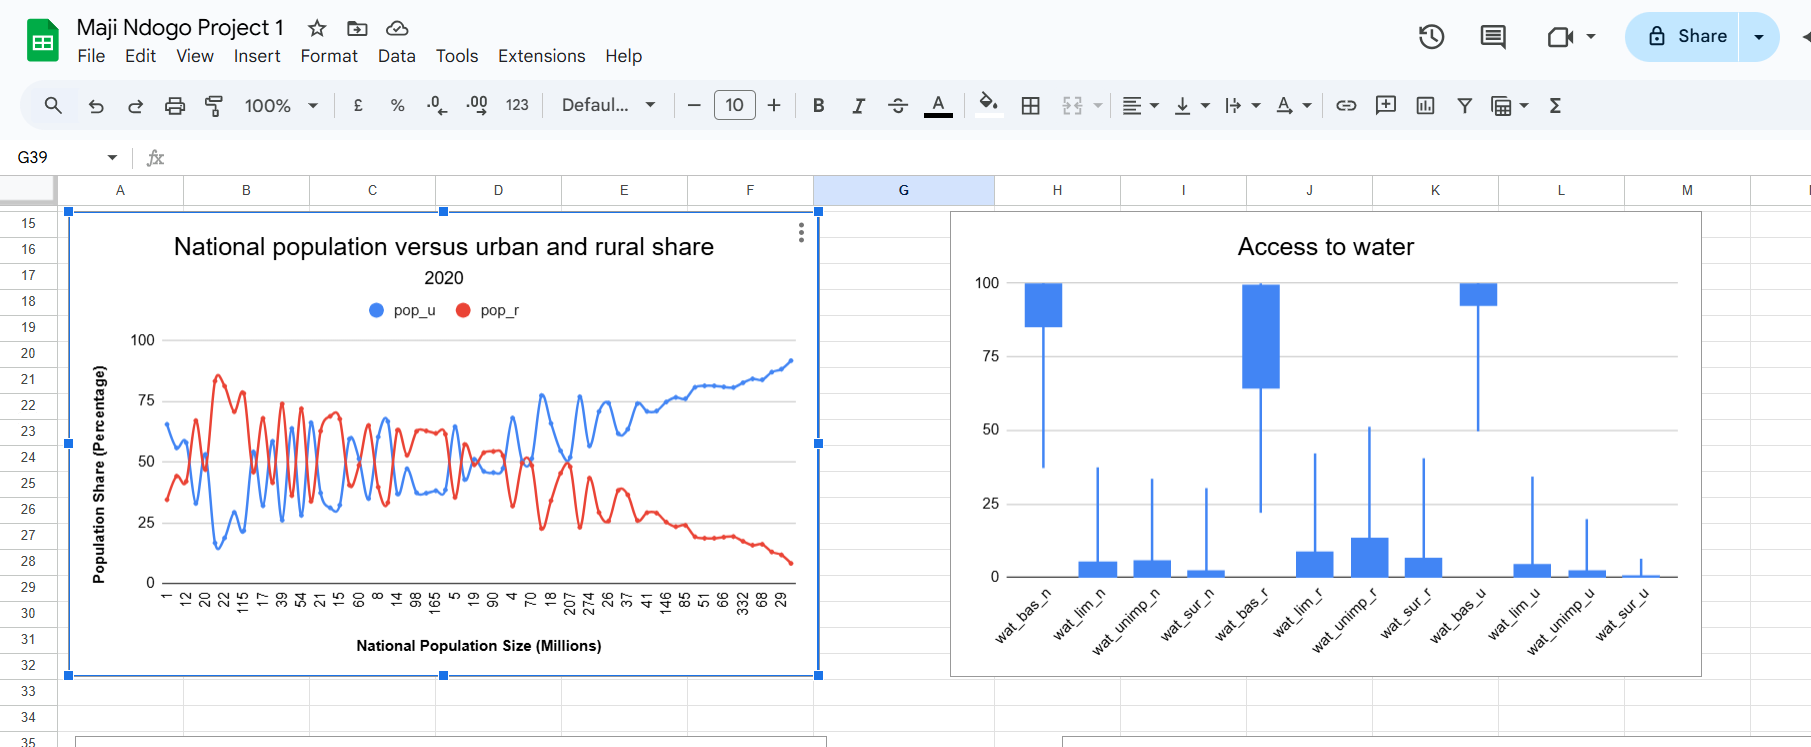 Maji Ndogo Project 1
File Edit View Insert Format Data Tools Extensions Help
Share
100% £ % .0 .00 123 Defaul... 10 B I S A Σ
G39 fx
A B C D E F G H I J K L M
15
16
17
18
19
20
21
22
23
24
25
26
27
28
29
30
31
32
33
34
35
National population versus urban and rural share
2020
pop_u pop_r
Population Share (Percentage)
100
75
50
25
0
1 12 20 22 115 17 39 54 21 15 60 8 14 98 165 5 19 90 4 70 18 207 274 26 37 41 146 85 51 66 332 68 29
National Population Size (Millions)
Access to water
100
75
50
25
0
wat_bas_n wat_lim_n wat_unimp_n wat_sur_n wat_bas_r wat_lim_r wat_unimp_r wat_sur_r wat_bas_u wat_lim_u wat_unimp_u wat_sur_u